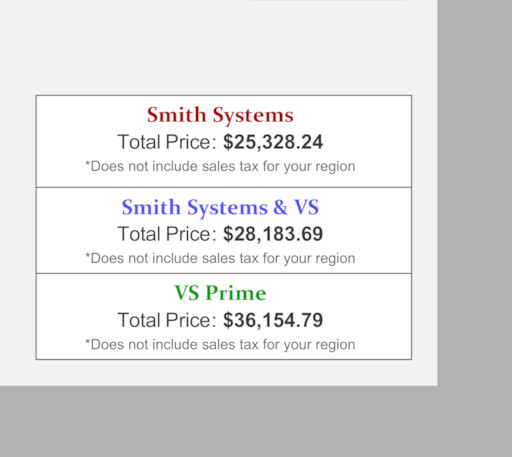 Smith Systems
Total Price: $25,328.24
*Does not include sales tax for your region
Smith Systems & VS
Total Price: $28,183.69
*Does not include sales tax for your region
VS Prime
Total Price: $36,154.79
*Does not include sales tax for your region